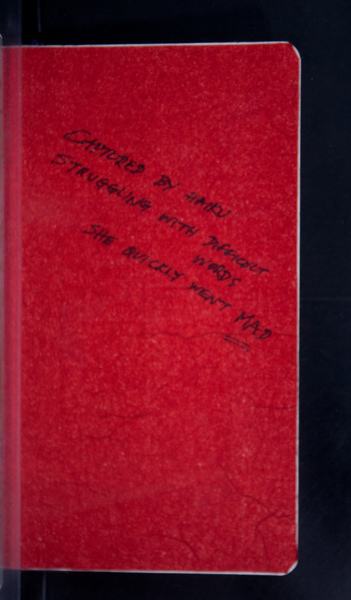 CAPTURED BY HAIKU
STRUGGLING WITH DIFFICULT
WORDS
SHE QUICKLY WENT MAD